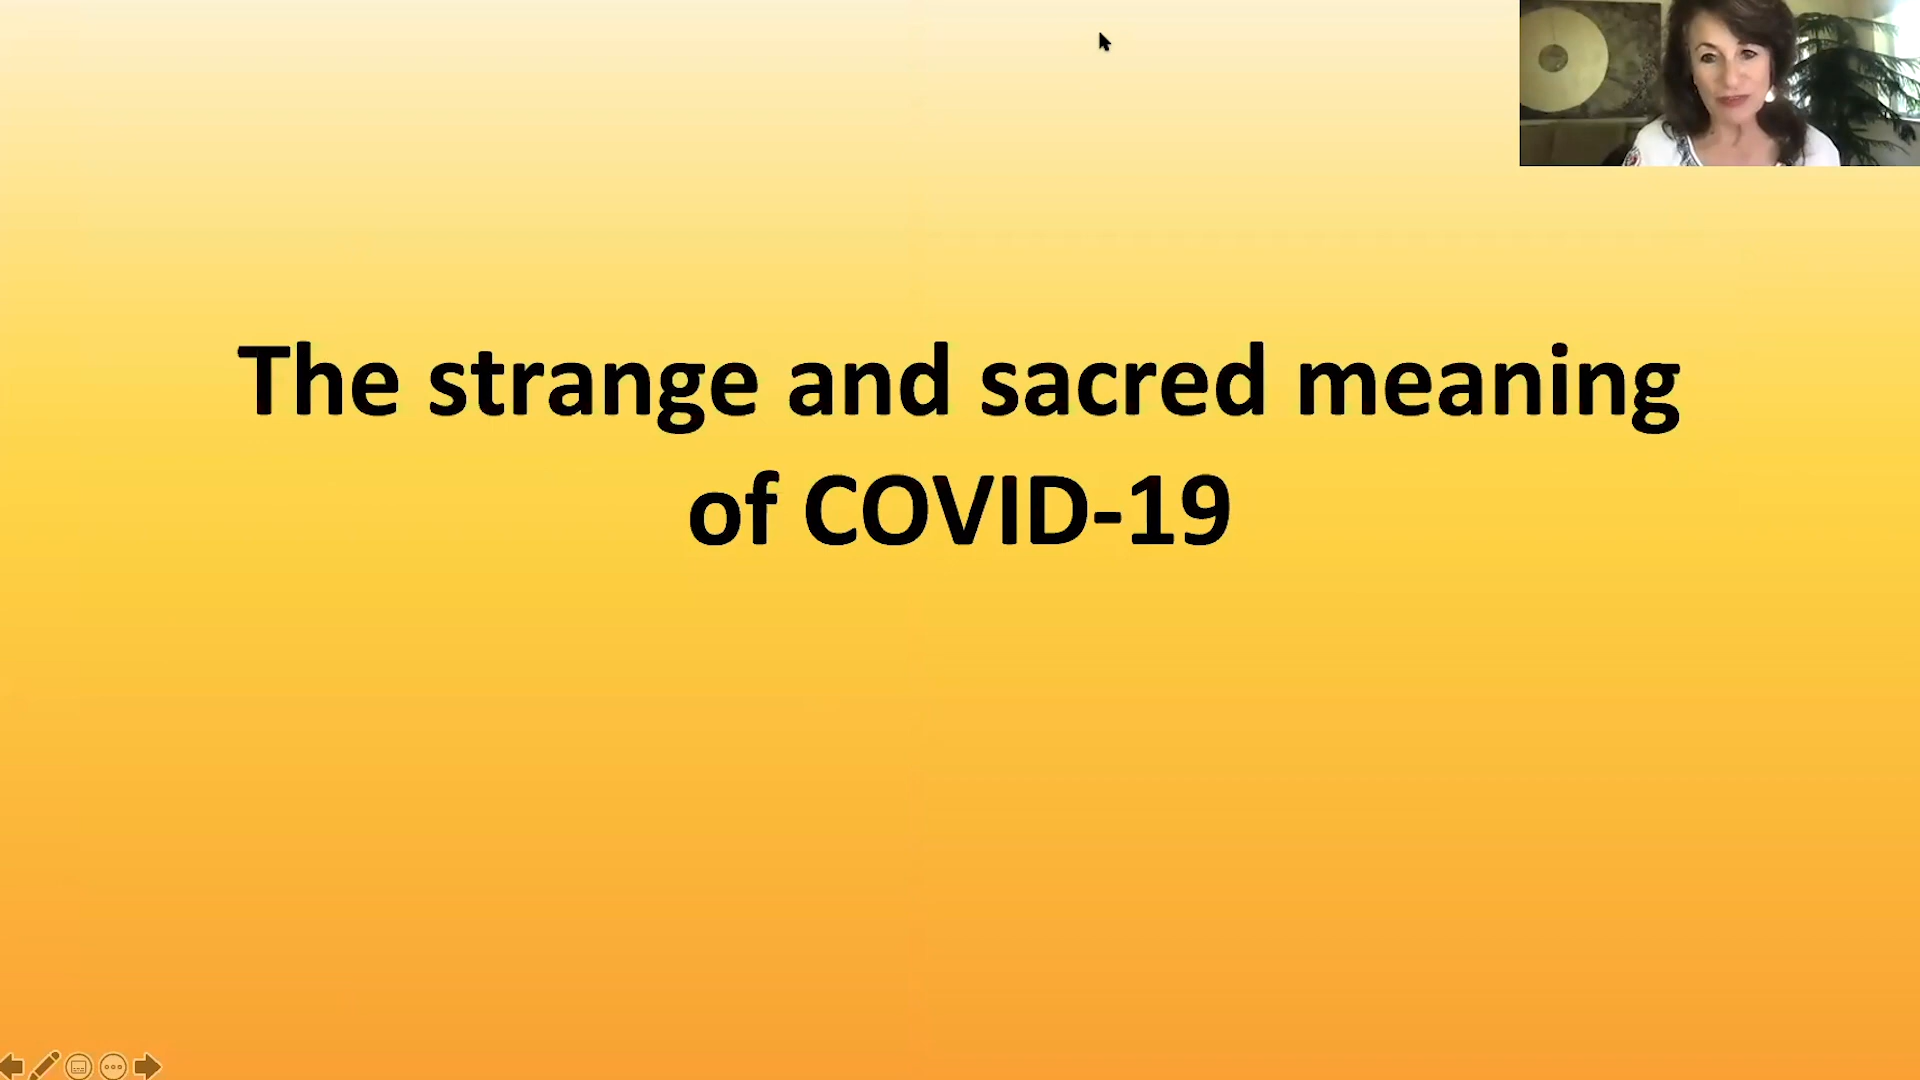 The strange and sacred meaning
of COVID-19